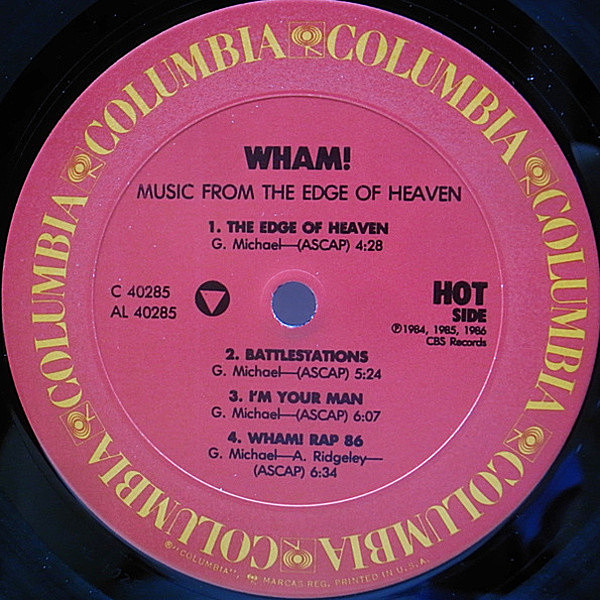 COLUMBIA COLUMBIA COLUMBIA COLUMBIA COLUMBIA COLUMBIA COLUMBIA COLUMBIA
WHAM!
MUSIC FROM THE EDGE OF HEAVEN
1. THE EDGE OF HEAVEN
G. Michael—(ASCAP) 4:28
C 40285
AL 40285
HOT
SIDE
℗1984, 1985, 1986
CBS Records
2. BATTLESTATIONS
G. Michael—(ASCAP) 5:24
3. I'M YOUR MAN
G. Michael—(ASCAP) 6:07
4. WHAM! RAP 86
G. Michael—A. Ridgeley—
(ASCAP) 6:34
®"COLUMBIA", MARCAS REG. PRINTED IN U.S.A.